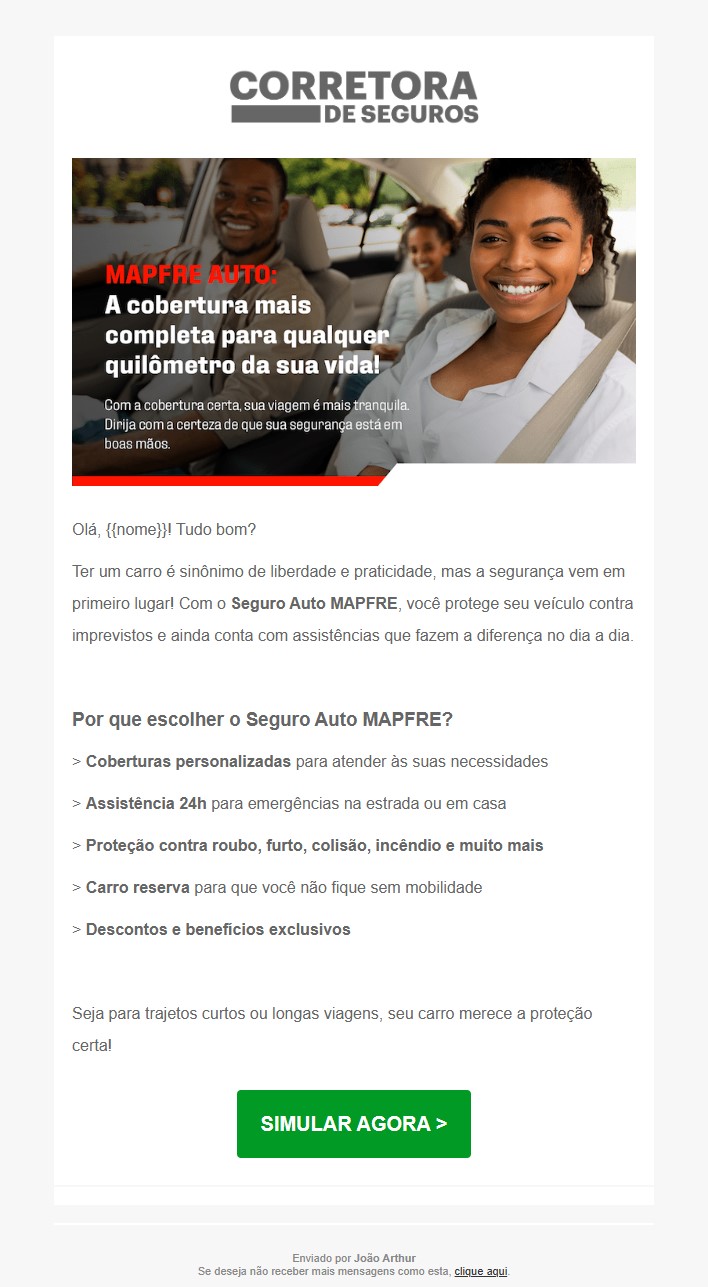 CORRETORA
DE SEGUROS
MAPFRE AUTO:
A cobertura mais
completa para qualquer
quilômetro da sua vida!
Com a cobertura certa, sua viagem é mais tranquila.
Dirija com a certeza de que sua segurança está em
boas mãos.
Olá, {{nome}}! Tudo bom?
Ter um carro é sinônimo de liberdade e praticidade, mas a segurança vem em
primeiro lugar! Com o Seguro Auto MAPFRE, você protege seu veículo contra
imprevistos e ainda conta com assistências que fazem a diferença no dia a dia.
Por que escolher o Seguro Auto MAPFRE?
> Coberturas personalizadas para atender às suas necessidades
> Assistência 24h para emergências na estrada ou em casa
> Proteção contra roubo, furto, colisão, incêndio e muito mais
> Carro reserva para que você não fique sem mobilidade
> Descontos e benefícios exclusivos
Seja para trajetos curtos ou longas viagens, seu carro merece a proteção
certa!
SIMULAR AGORA >
Enviado por João Arthur
Se deseja não receber mais mensagens como esta, clique aqui.